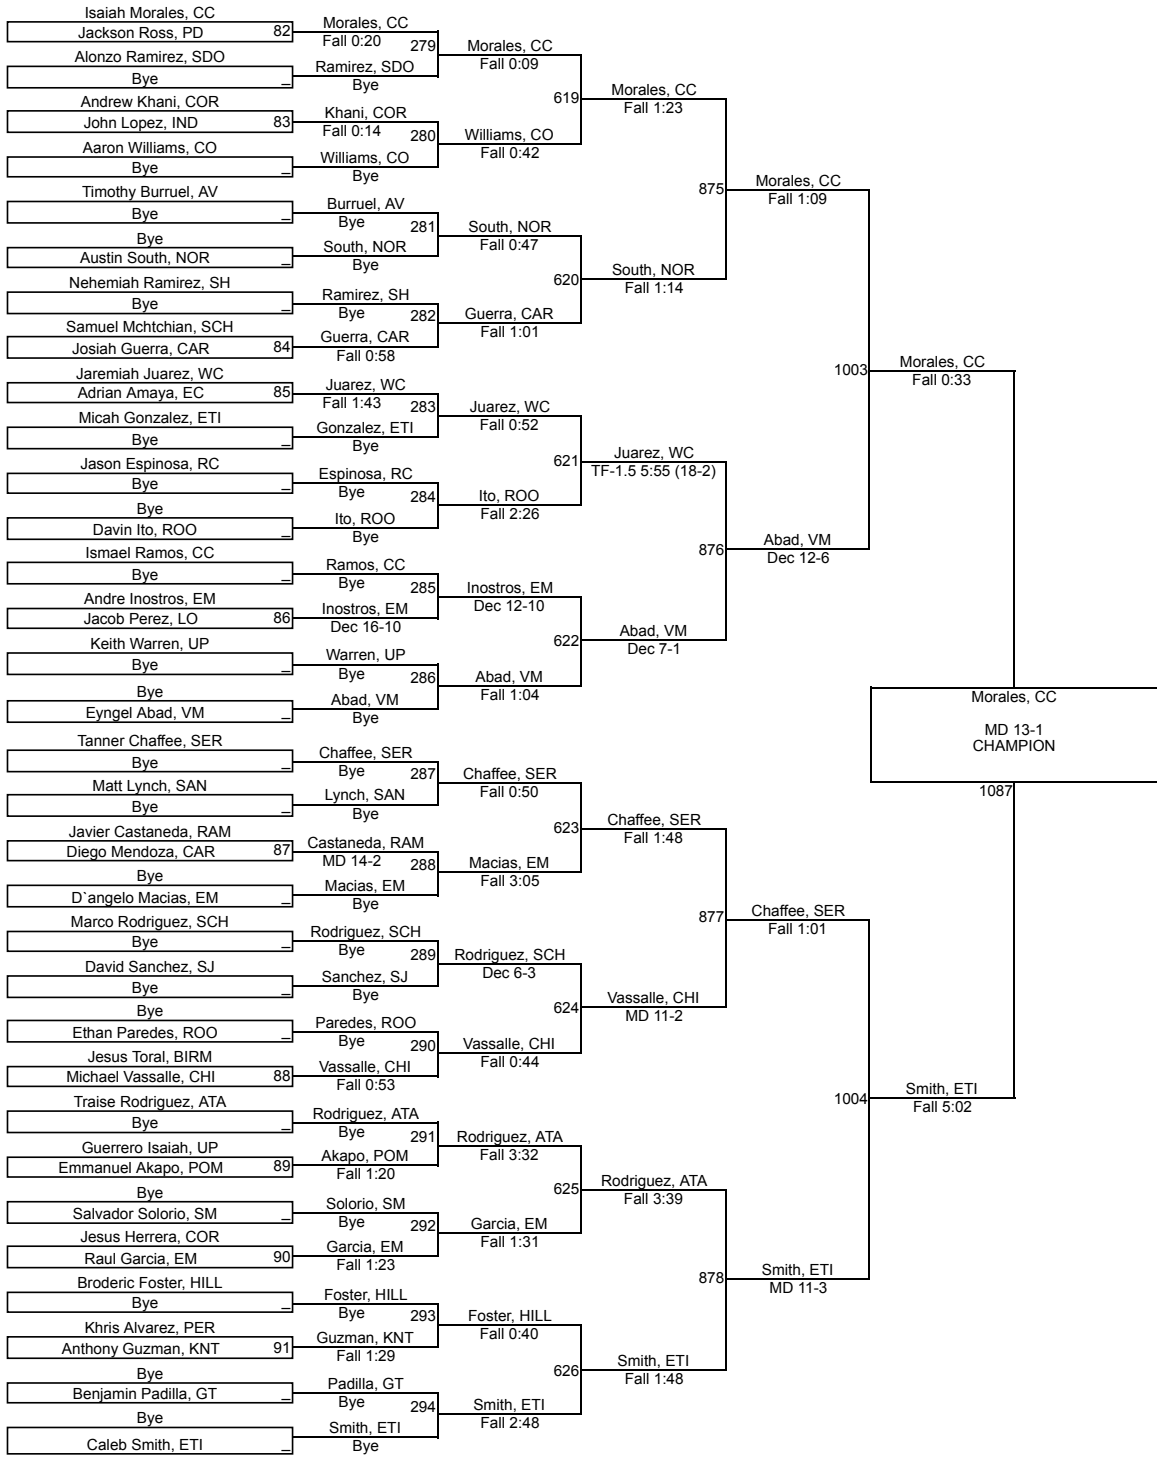 Isaiah Morales, CC
Jackson Ross, PD 82
Alonzo Ramirez, SDO
Bye _
Andrew Khani, COR
John Lopez, IND 83
Aaron Williams, CO
Bye _
Timothy Burruel, AV
Bye _
Bye
Austin South, NOR _
Nehemiah Ramirez, SH
Bye _
Samuel Mchtchian, SCH
Josiah Guerra, CAR 84
Jaremiah Juarez, WC
Adrian Amaya, EC 85
Micah Gonzalez, ETI
Bye _
Jason Espinosa, RC
Bye _
Bye
Davin Ito, ROO _
Ismael Ramos, CC
Bye _
Andre Inostros, EM
Jacob Perez, LO 86
Keith Warren, UP
Bye _
Bye
Eyngel Abad, VM _
Tanner Chaffee, SER
Bye _
Matt Lynch, SAN
Bye _
Javier Castaneda, RAM
Diego Mendoza, CAR 87
Bye
D`angelo Macias, EM _
Marco Rodriguez, SCH
Bye _
David Sanchez, SJ
Bye _
Bye
Ethan Paredes, ROO _
Jesus Toral, BIRM
Michael Vassalle, CHI 88
Traise Rodriguez, ATA
Bye _
Guerrero Isaiah, UP
Emmanuel Akapo, POM 89
Bye
Salvador Solorio, SM _
Jesus Herrera, COR
Raul Garcia, EM 90
Broderic Foster, HILL
Bye _
Khris Alvarez, PER
Anthony Guzman, KNT 91
Bye
Benjamin Padilla, GT _
Bye
Caleb Smith, ETI _
Morales, CC
Fall 0:20
279
Ramirez, SDO
Bye
Khani, COR
Fall 0:14
280
Williams, CO
Bye
Burruel, AV
Bye
281
South, NOR
Bye
Ramirez, SH
Bye
282
Guerra, CAR
Fall 0:58
Juarez, WC
Fall 1:43
283
Gonzalez, ETI
Bye
Espinosa, RC
Bye
284
Ito, ROO
Bye
Ramos, CC
Bye
285
Inostros, EM
Dec 16-10
Warren, UP
Bye
286
Abad, VM
Bye
Chaffee, SER
Bye
287
Lynch, SAN
Bye
Castaneda, RAM
MD 14-2
288
Macias, EM
Bye
Rodriguez, SCH
Bye
289
Sanchez, SJ
Bye
Paredes, ROO
Bye
290
Vassalle, CHI
Fall 0:53
Rodriguez, ATA
Bye
291
Akapo, POM
Fall 1:20
Solorio, SM
Bye
292
Garcia, EM
Fall 1:23
Foster, HILL
Bye
293
Guzman, KNT
Fall 1:29
Padilla, GT
Bye
294
Smith, ETI
Bye
Morales, CC
Fall 0:09
619
Williams, CO
Fall 0:42
South, NOR
Fall 0:47
620
Guerra, CAR
Fall 1:01
Juarez, WC
Fall 0:52
621
Ito, ROO
Fall 2:26
Inostros, EM
Dec 12-10
622
Abad, VM
Fall 1:04
Chaffee, SER
Fall 0:50
623
Macias, EM
Fall 3:05
Rodriguez, SCH
Dec 6-3
624
Vassalle, CHI
Fall 0:44
Rodriguez, ATA
Fall 3:32
625
Garcia, EM
Fall 1:31
Foster, HILL
Fall 0:40
626
Smith, ETI
Fall 2:48
Morales, CC
Fall 1:23
875
South, NOR
Fall 1:14
Juarez, WC
TF-1.5 5:55 (18-2)
876
Abad, VM
Dec 7-1
Chaffee, SER
Fall 1:48
877
Vassalle, CHI
MD 11-2
Rodriguez, ATA
Fall 3:39
878
Smith, ETI
Fall 1:48
Morales, CC
Fall 1:09
1003
Abad, VM
Dec 12-6
Chaffee, SER
Fall 1:01
1004
Smith, ETI
MD 11-3
Morales, CC
Fall 0:33
Smith, ETI
Fall 5:02
Morales, CC
MD 13-1
CHAMPION
1087